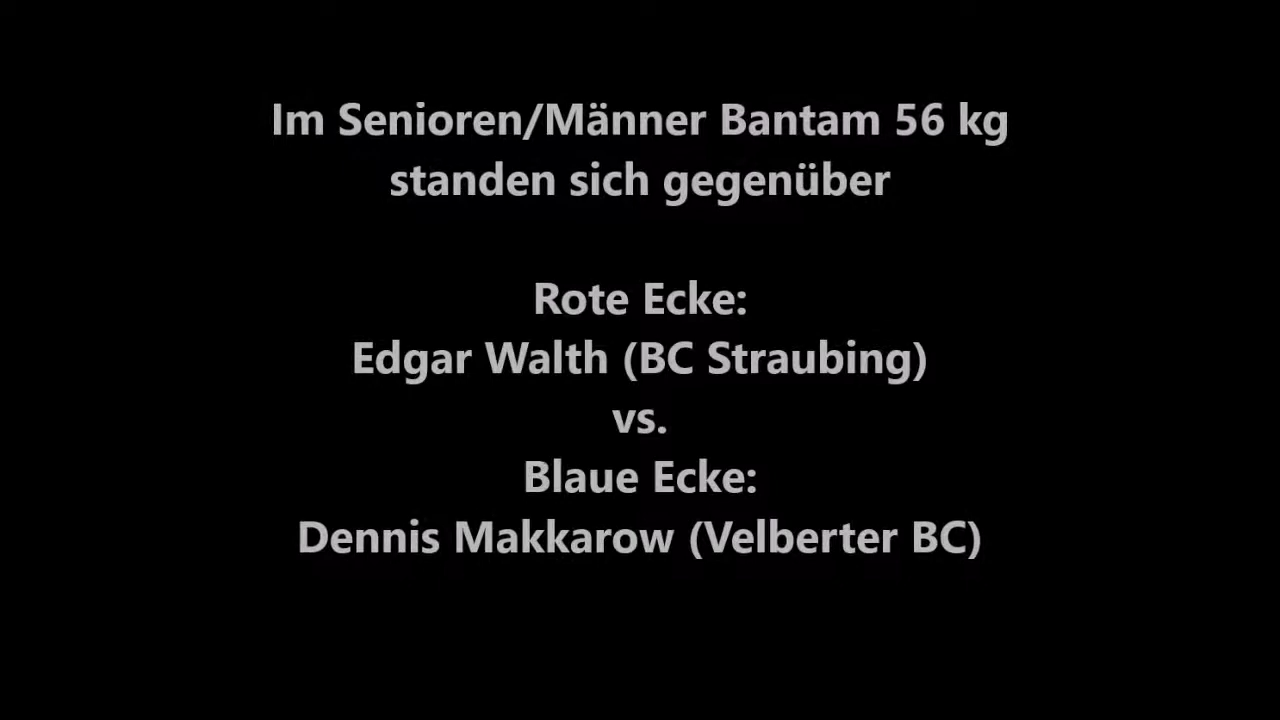 Im Senioren/Männer Bantam 56 kg
standen sich gegenüber
Rote Ecke:
Edgar Walth (BC Straubing)
vs.
Blaue Ecke:
Dennis Makkarow (Velberter BC)